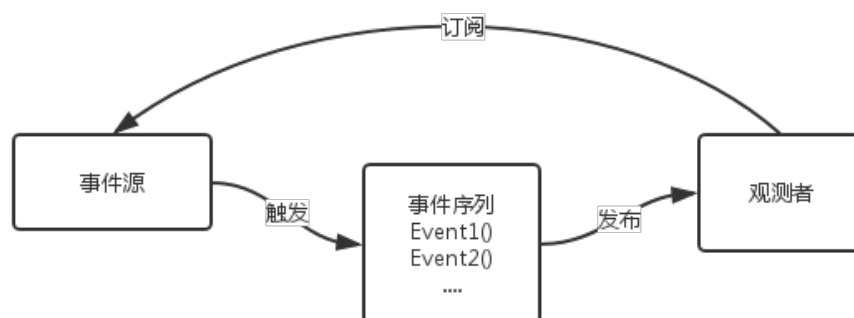 订阅
事件源
触发
事件序列
Event1()
Event2()
....
发布
观测者